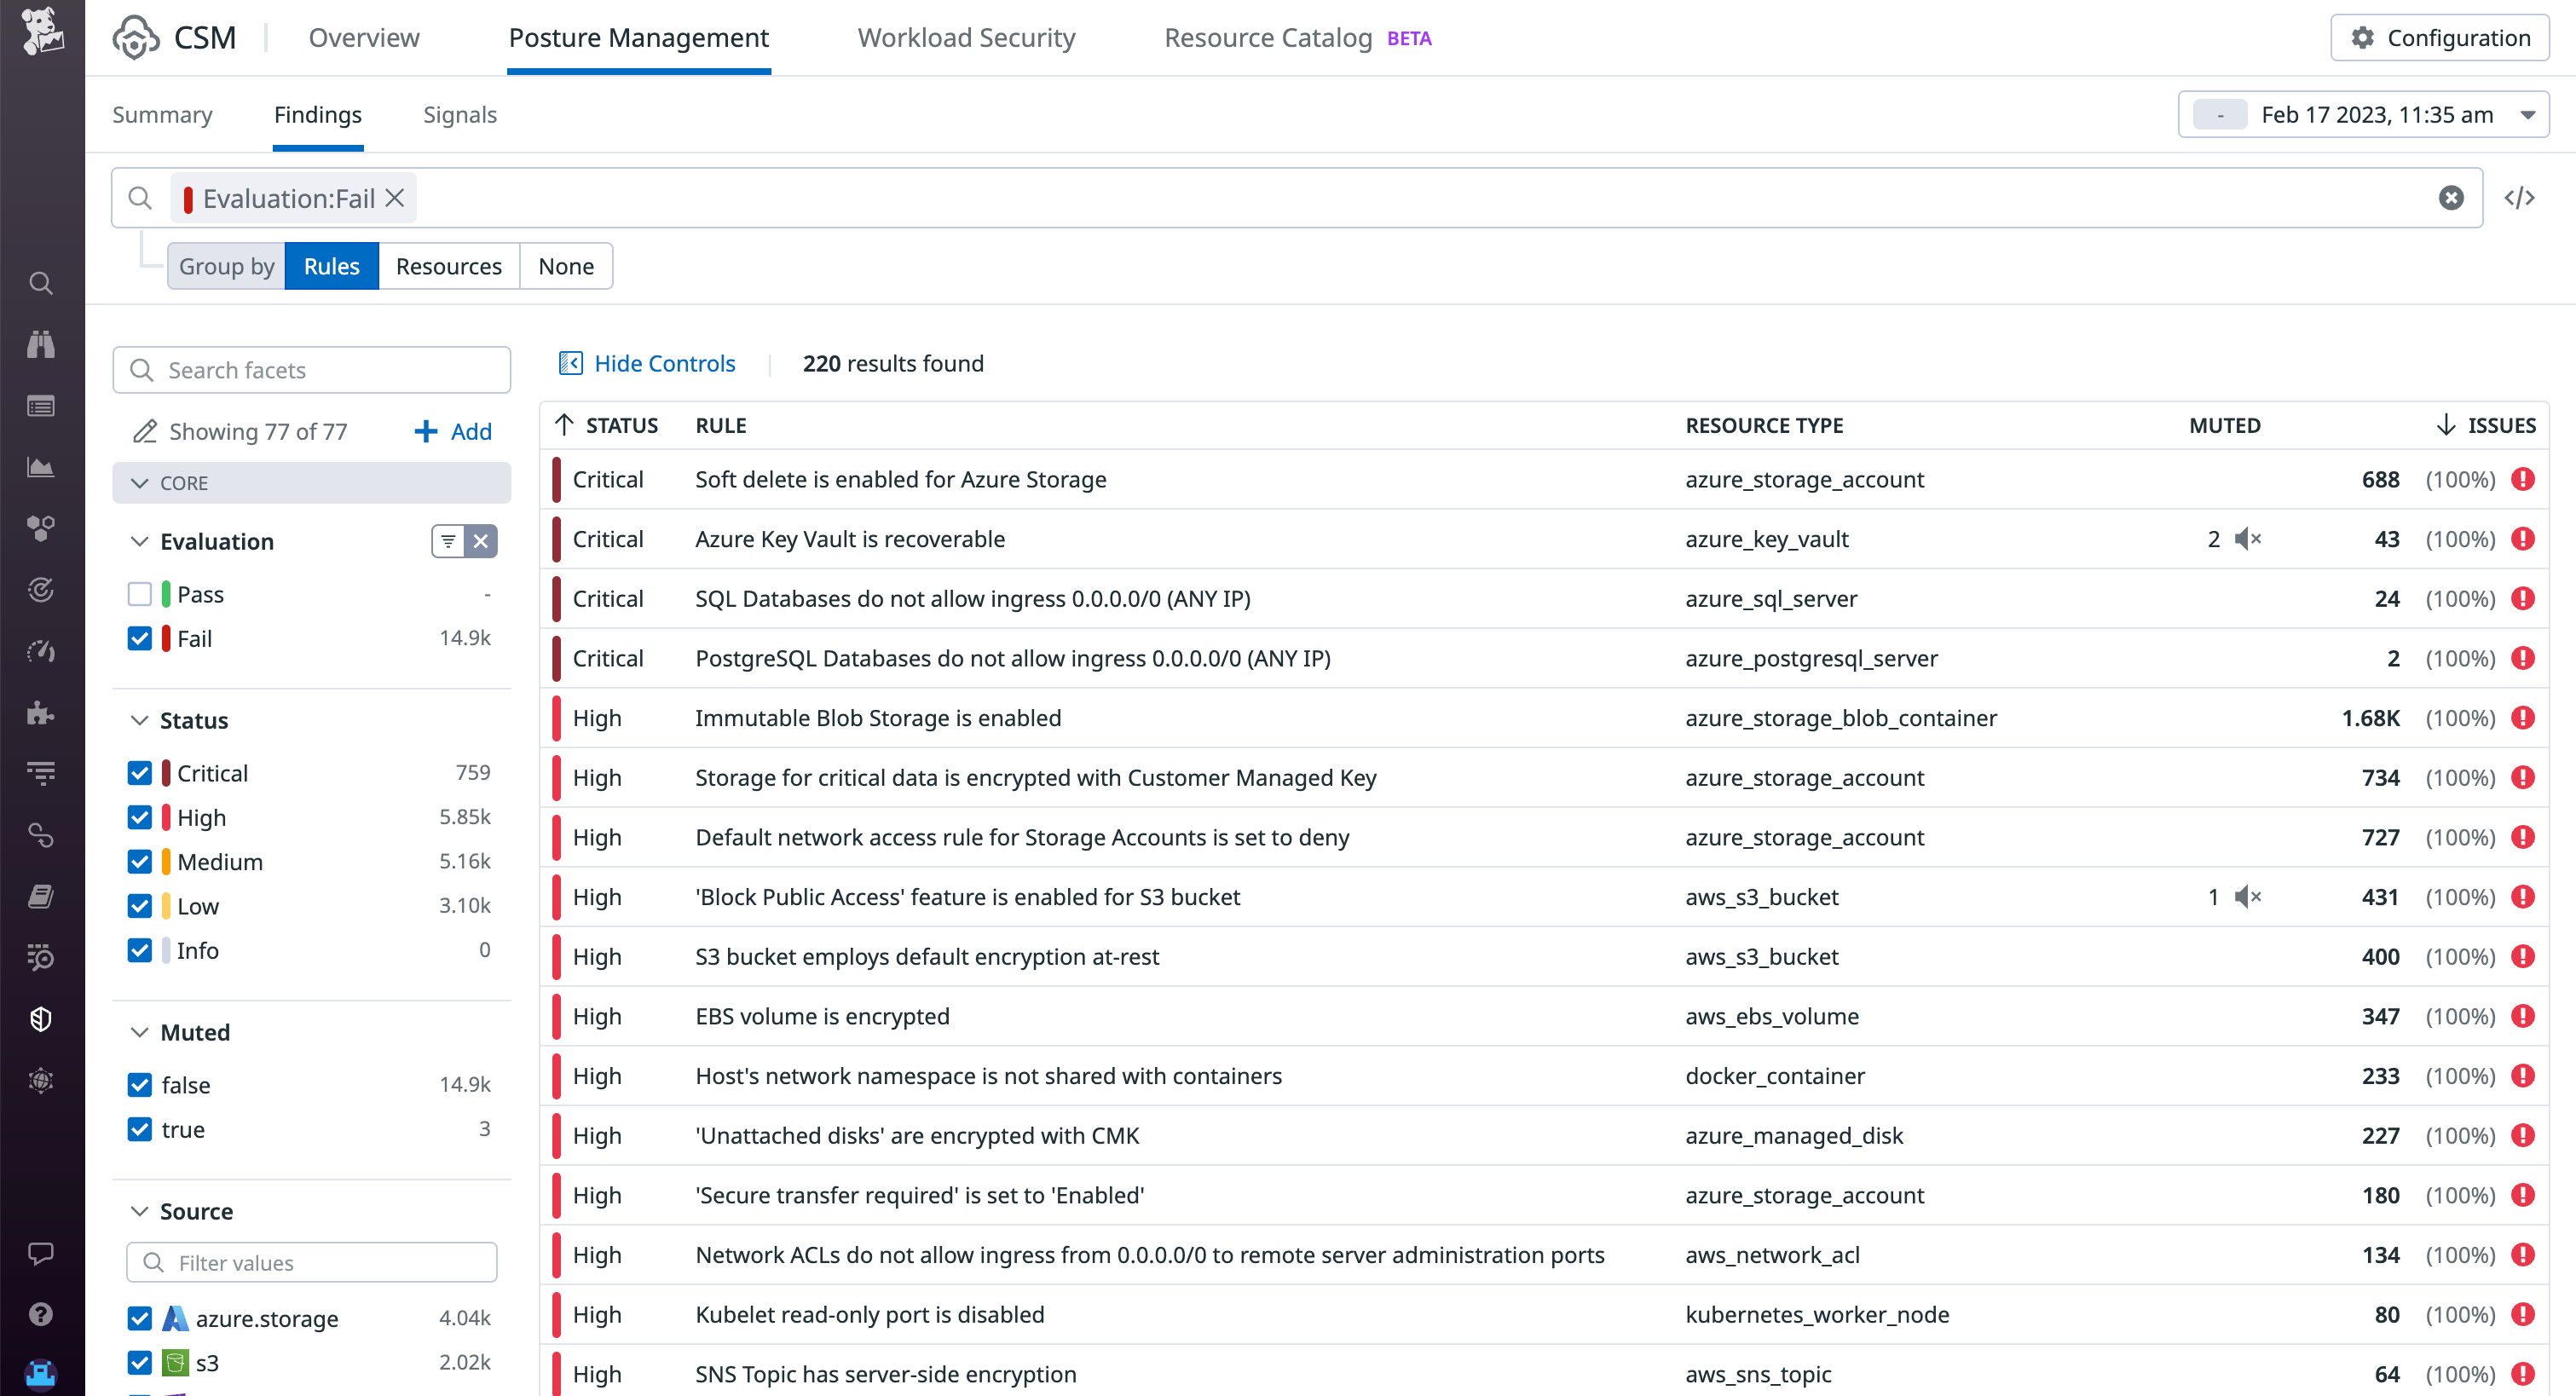 CSM Overview Posture Management Workload Security Resource Catalog BETA Configuration
Summary Findings Signals - Feb 17 2023, 11:35 am
Evaluation:Fail </>
Group by Rules Resources None
Search facets
Showing 77 of 77 Add
CORE
Evaluation
Pass -
Fail 14.9k
Status
Critical 759
High 5.85k
Medium 5.16k
Low 3.10k
Info 0
Muted
false 14.9k
true 3
Source
Filter values
azure.storage 4.04k
s3 2.02k
Hide Controls 220 results found
STATUS RULE RESOURCE TYPE MUTED ISSUES
Critical Soft delete is enabled for Azure Storage azure_storage_account 688 (100%)
Critical Azure Key Vault is recoverable azure_key_vault 2 43 (100%)
Critical SQL Databases do not allow ingress 0.0.0.0/0 (ANY IP) azure_sql_server 24 (100%)
Critical PostgreSQL Databases do not allow ingress 0.0.0.0/0 (ANY IP) azure_postgresql_server 2 (100%)
High Immutable Blob Storage is enabled azure_storage_blob_container 1.68K (100%)
High Storage for critical data is encrypted with Customer Managed Key azure_storage_account 734 (100%)
High Default network access rule for Storage Accounts is set to deny azure_storage_account 727 (100%)
High 'Block Public Access' feature is enabled for S3 bucket aws_s3_bucket 1 431 (100%)
High S3 bucket employs default encryption at-rest aws_s3_bucket 400 (100%)
High EBS volume is encrypted aws_ebs_volume 347 (100%)
High Host's network namespace is not shared with containers docker_container 233 (100%)
High 'Unattached disks' are encrypted with CMK azure_managed_disk 227 (100%)
High 'Secure transfer required' is set to 'Enabled' azure_storage_account 180 (100%)
High Network ACLs do not allow ingress from 0.0.0.0/0 to remote server administration ports aws_network_acl 134 (100%)
High Kubelet read-only port is disabled kubernetes_worker_node 80 (100%)
High SNS Topic has server-side encryption aws_sns_topic 64 (100%)